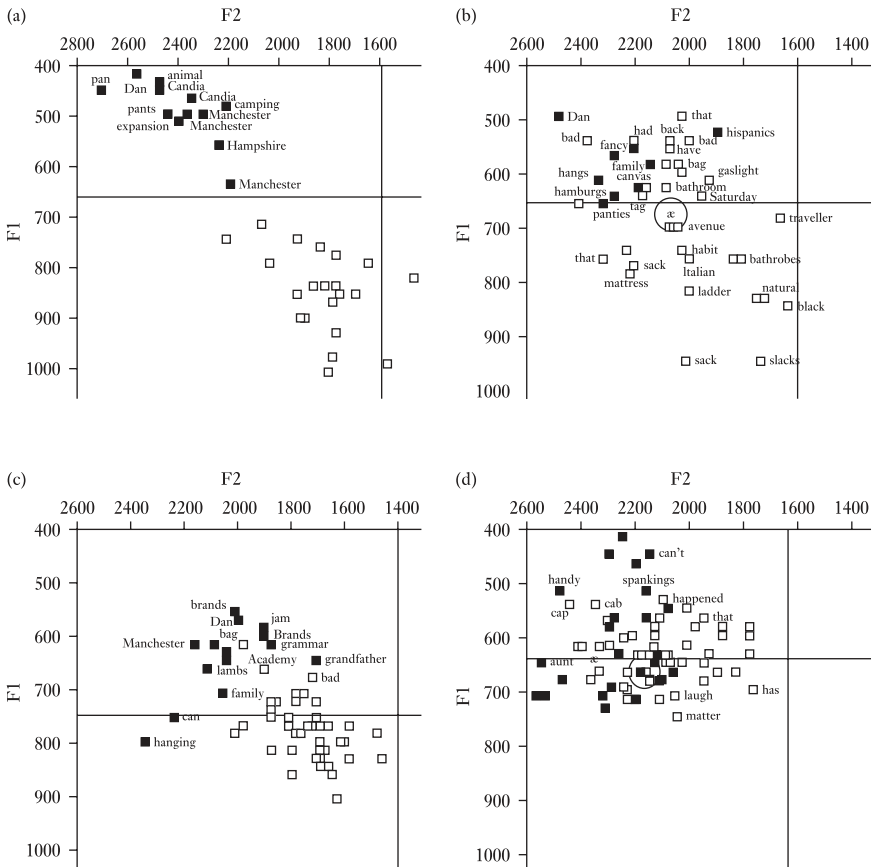 (a)
F2
2800 2600 2400 2200 2000 1800 1600
400
500
600
700
800
900
1000
F1
pan
animal
Dan
Candia
Candia
pants
camping
Manchester
expansion
Manchester
Hampshire
Manchester
(b)
F2
2600 2400 2200 2000 1800 1600 1400
400
500
600
700
800
900
1000
F1
Dan
that
hispanics
bad
had
back
bad
fancy
have
family
bag
hangs
canvas
gaslight
hamburgs
bathroom
tag
Saturday
panties
æ
traveller
avenue
habit
that
sack
Italian
bathrobes
mattress
ladder
natural
black
sack
slacks
(c)
F2
2600 2400 2200 2000 1800 1600 1400
400
500
600
700
800
900
1000
F1
brands
Dan
jam
bag
Brands
Manchester
grammar
Academy
grandfather
lambs
bad
family
can
hanging
(d)
F2
2600 2400 2200 2000 1800 1600 1400
400
500
600
700
800
900
1000
F1
can't
handy
spankings
cap
cab
happened
that
æ
aunt
laugh
has
matter